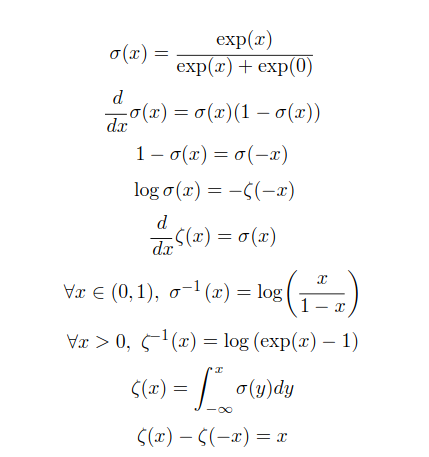 σ(x) = exp(x) / (exp(x) + exp(0))
d/dx σ(x) = σ(x)(1 − σ(x))
1 − σ(x) = σ(−x)
log σ(x) = −ζ(−x)
d/dx ζ(x) = σ(x)
∀x ∈ (0, 1), σ⁻¹(x) = log(x / (1 − x))
∀x > 0, ζ⁻¹(x) = log (exp(x) − 1)
ζ(x) = ∫_{−∞}^{x} σ(y)dy
ζ(x) − ζ(−x) = x